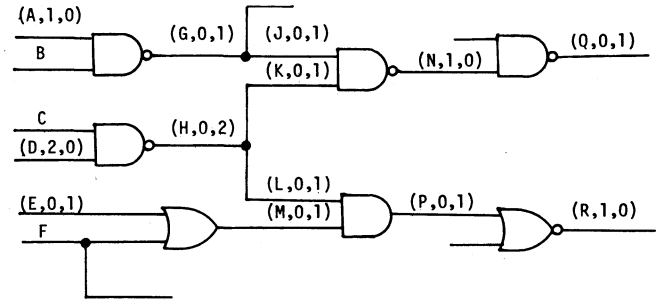 (A,1,0)
B
(G,0,1)
(J,0,1)
(K,0,1)
(N,1,0)
(Q,0,1)
C
(D,2,0)
(H,0,2)
(L,0,1)
(E,0,1)
(M,0,1)
(P,0,1)
(R,1,0)
F